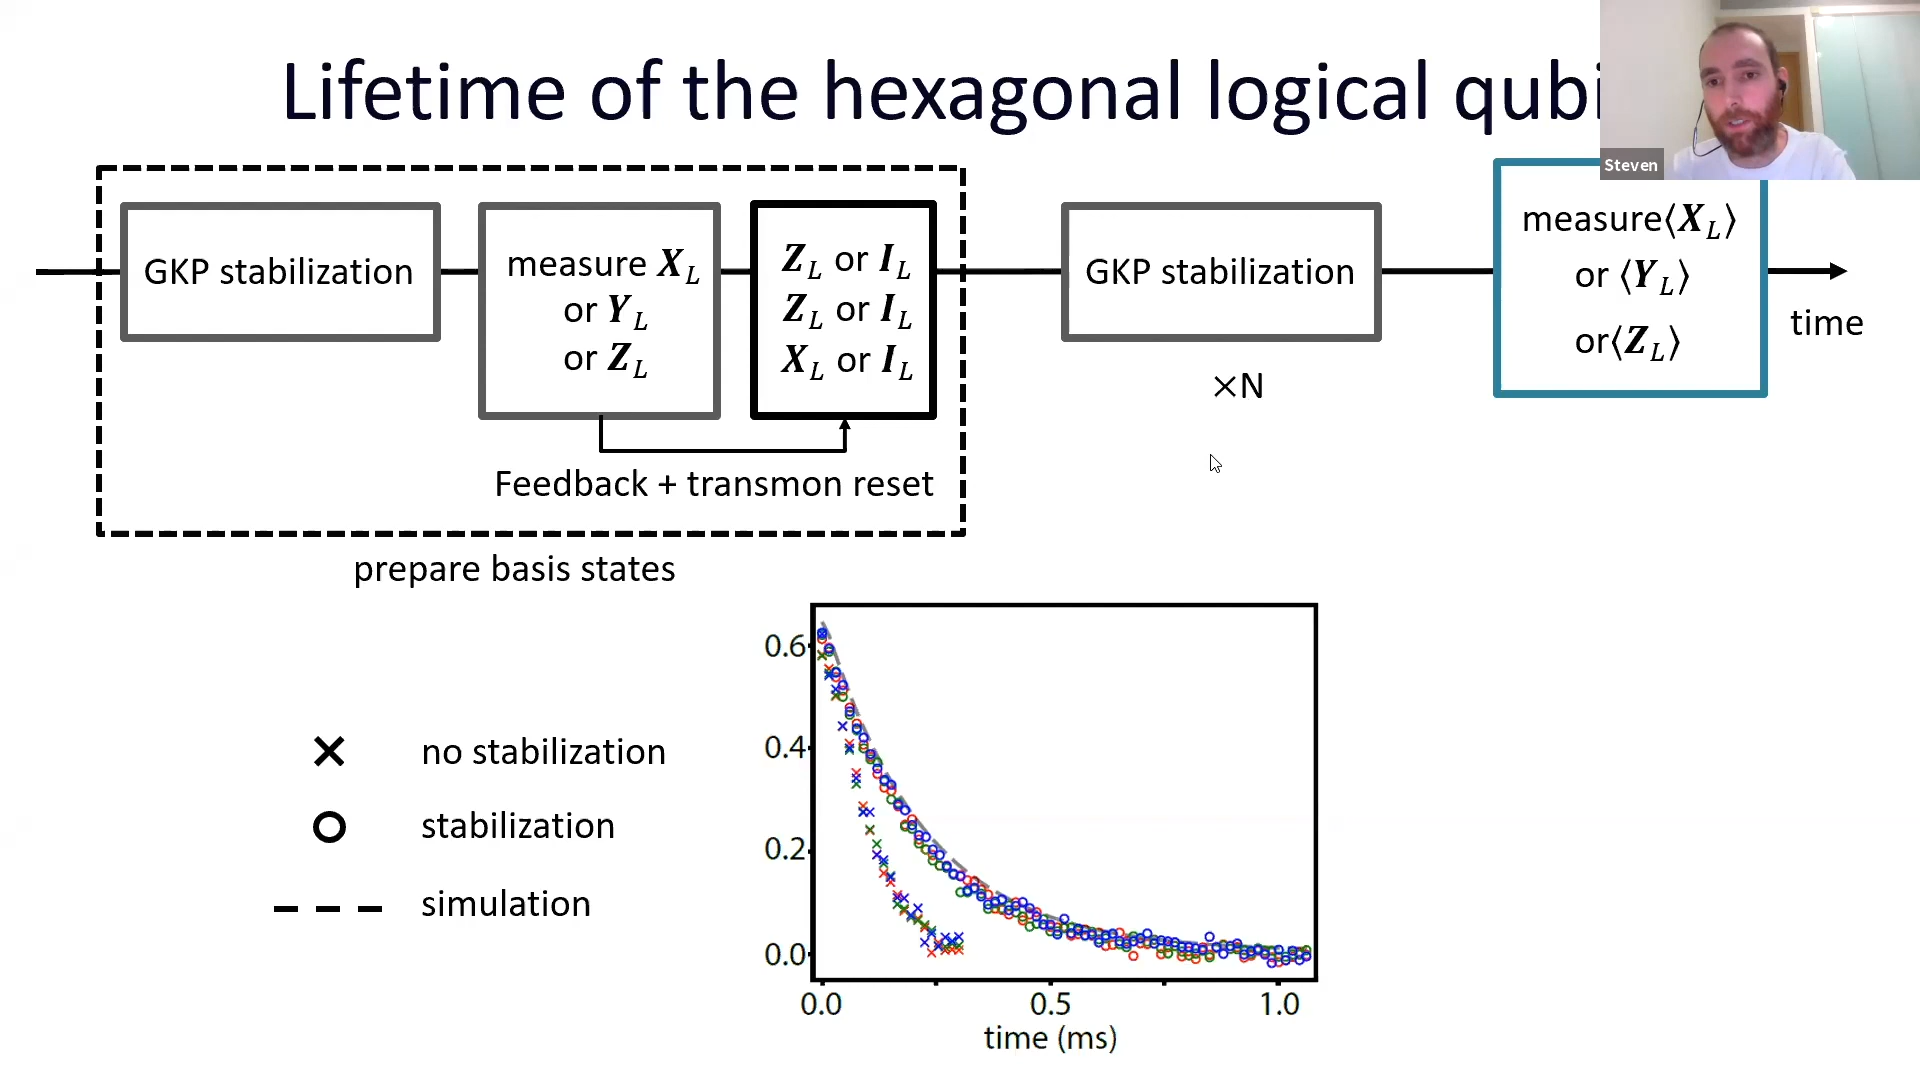 Lifetime of the hexagonal logical qubi
Steven
GKP stabilization
measure X_L
or Y_L
or Z_L
Z_L or I_L
Z_L or I_L
X_L or I_L
Feedback + transmon reset
prepare basis states
GKP stabilization
×N
measure⟨X_L⟩
or ⟨Y_L⟩
or⟨Z_L⟩
time
no stabilization
stabilization
simulation
0.6
0.4
0.2
0.0
0.0 0.5 1.0
time (ms)